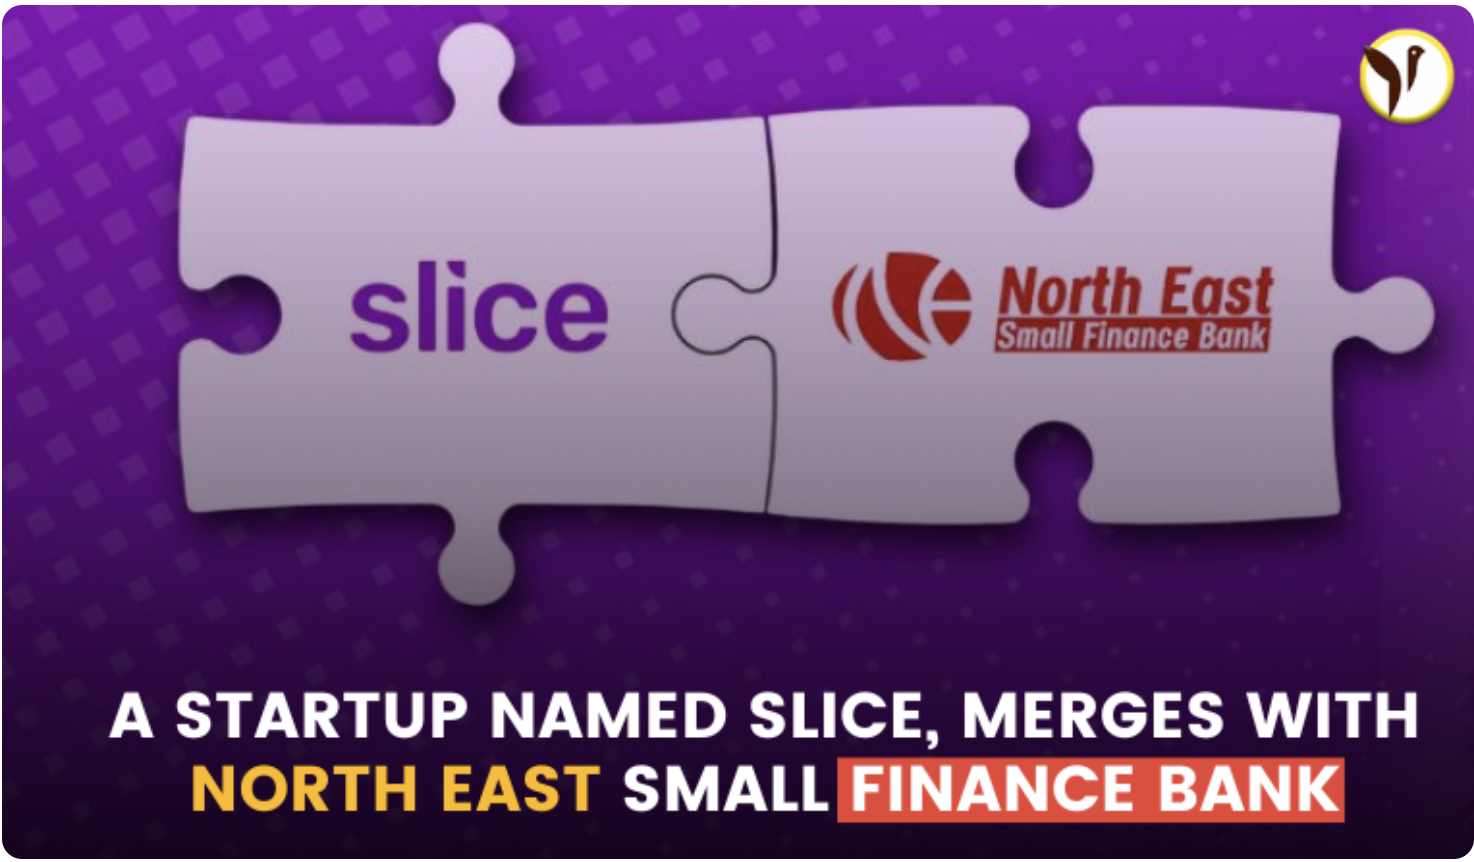 slice
North East
Small Finance Bank
A STARTUP NAMED SLICE, MERGES WITH
NORTH EAST SMALL FINANCE BANK